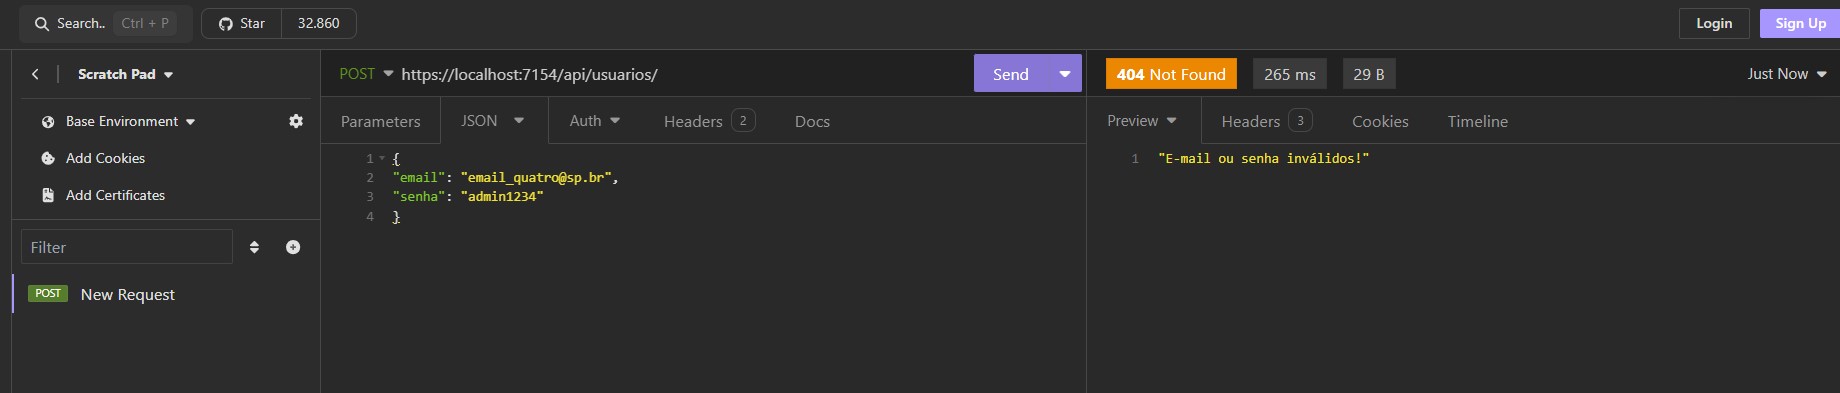 Search.. Ctrl + P Star 32.860 Login Sign Up
Scratch Pad
Base Environment
Add Cookies
Add Certificates
Filter
POST New Request
POST https://localhost:7154/api/usuarios/ Send
Parameters JSON Auth Headers 2 Docs
1 {
2 "email": "email_quatro@sp.br",
3 "senha": "admin1234"
4 }
404 Not Found 265 ms 29 B Just Now
Preview Headers 3 Cookies Timeline
1 "E-mail ou senha inválidos!"